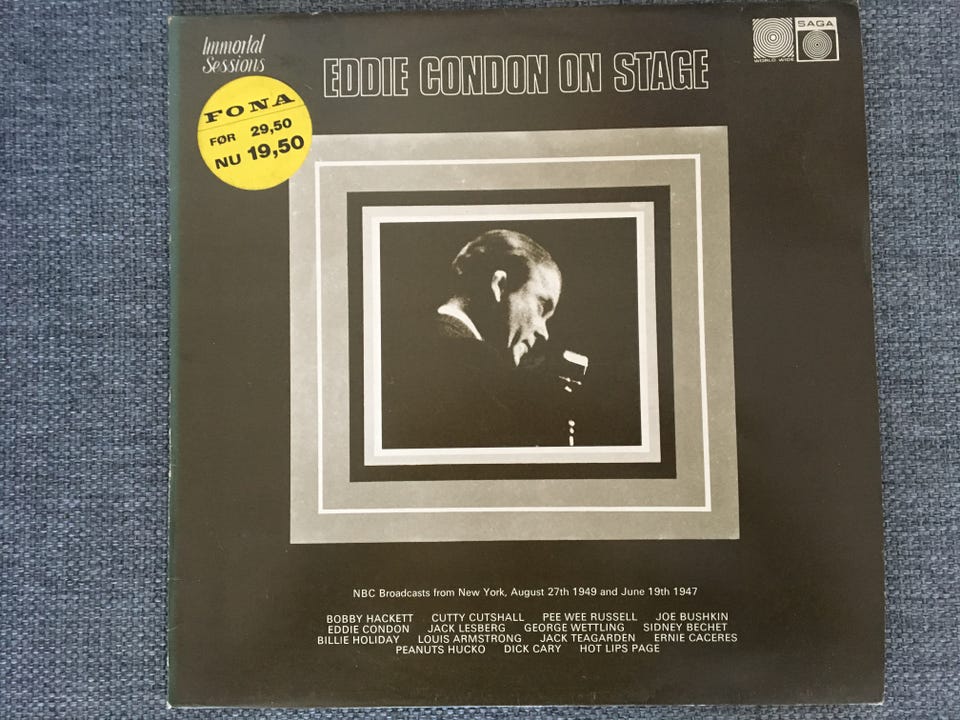 Immortal
Sessions
EDDIE CONDON ON STAGE
WORLD WIDE
SAGA
FONA
FØR 29,50
NU 19,50
NBC Broadcasts from New York, August 27th 1949 and June 19th 1947
BOBBY HACKETT CUTTY CUTSHALL PEE WEE RUSSELL JOE BUSHKIN
EDDIE CONDON JACK LESBERG GEORGE WETTLING SIDNEY BECHET
BILLIE HOLIDAY LOUIS ARMSTRONG JACK TEAGARDEN ERNIE CACERES
PEANUTS HUCKO DICK CARY HOT LIPS PAGE